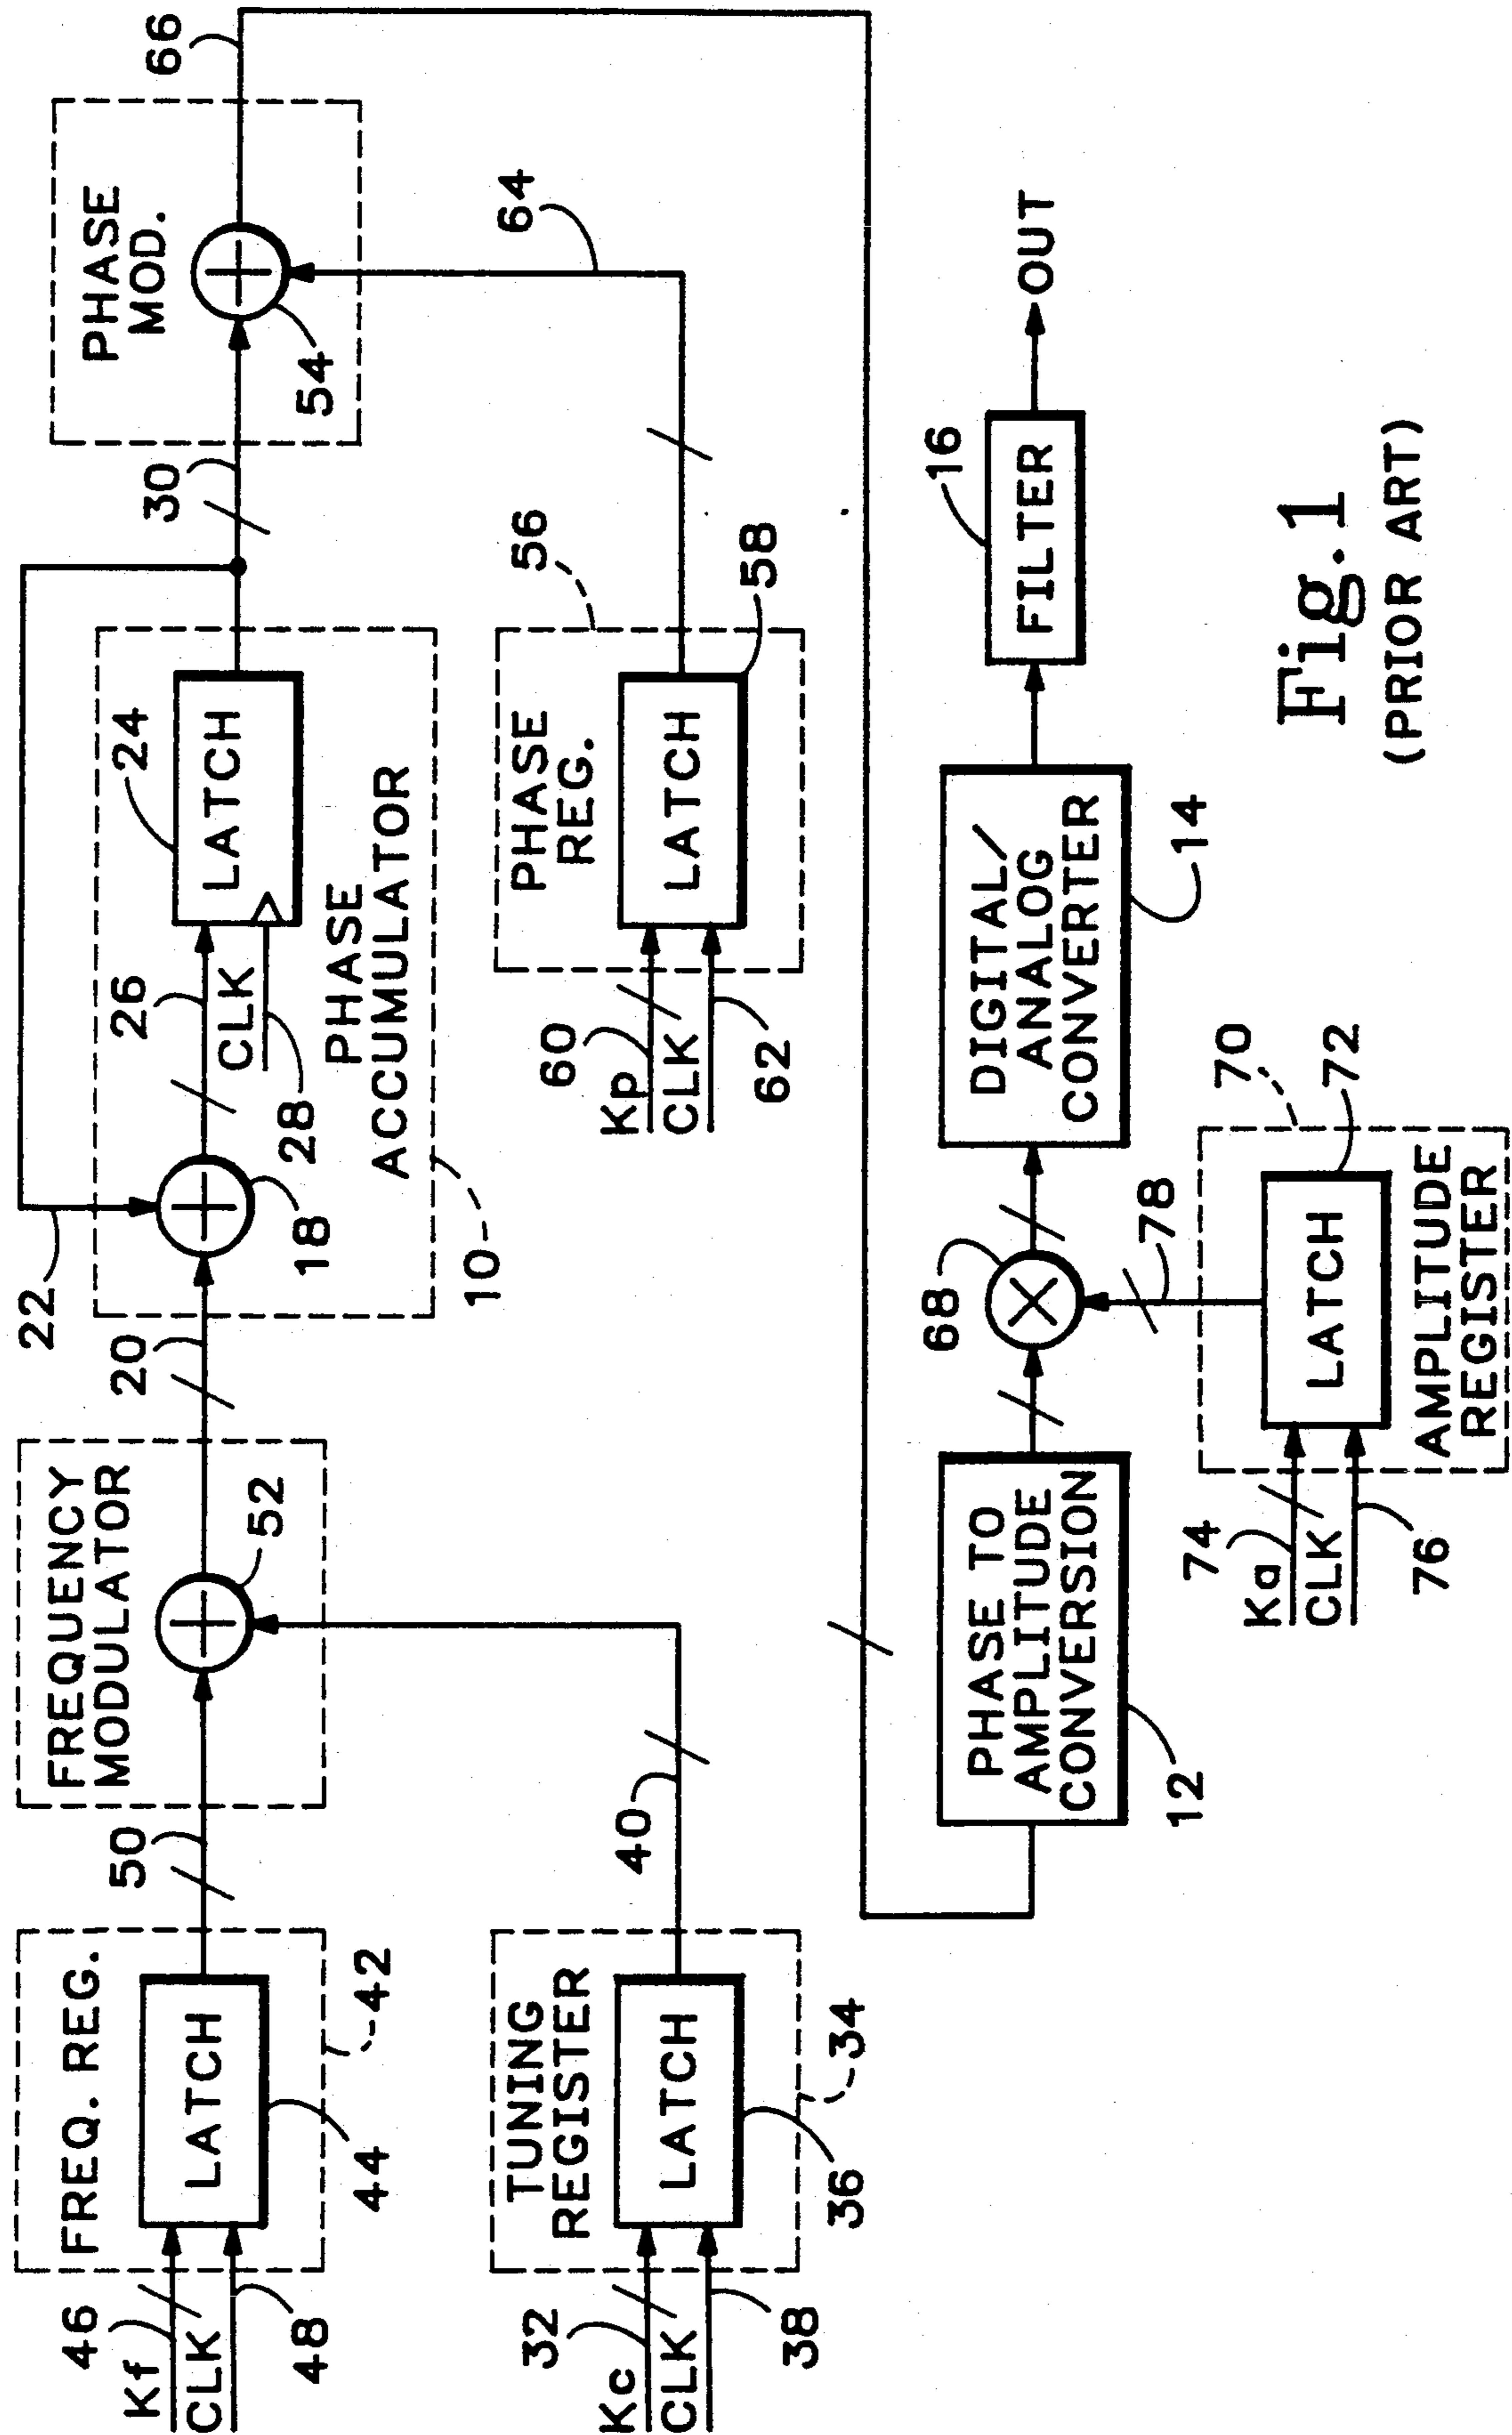 46
Kf
CLK
48
FREQ. REG.
LATCH
44
42
50
FREQUENCY
MODULATOR
52
20
22
18
26
CLK
28
24
LATCH
PHASE
ACCUMULATOR
10
30
PHASE
MOD.
54
66
32
Kc
CLK
38
TUNING
REGISTER
LATCH
36
34
40
60
Kp
CLK
62
PHASE
REG.
LATCH
56
58
64
PHASE TO
AMPLITUDE
CONVERSION
12
68
78
74
Ka
CLK
76
LATCH
AMPLITUDE
REGISTER
70
72
DIGITAL/
ANALOG
CONVERTER
14
16
FILTER
OUT
Fig.1
(PRIOR ART)